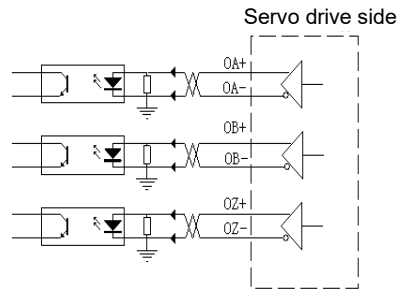 Servo drive side
OA+
OA-
OB+
OB-
OZ+
OZ-